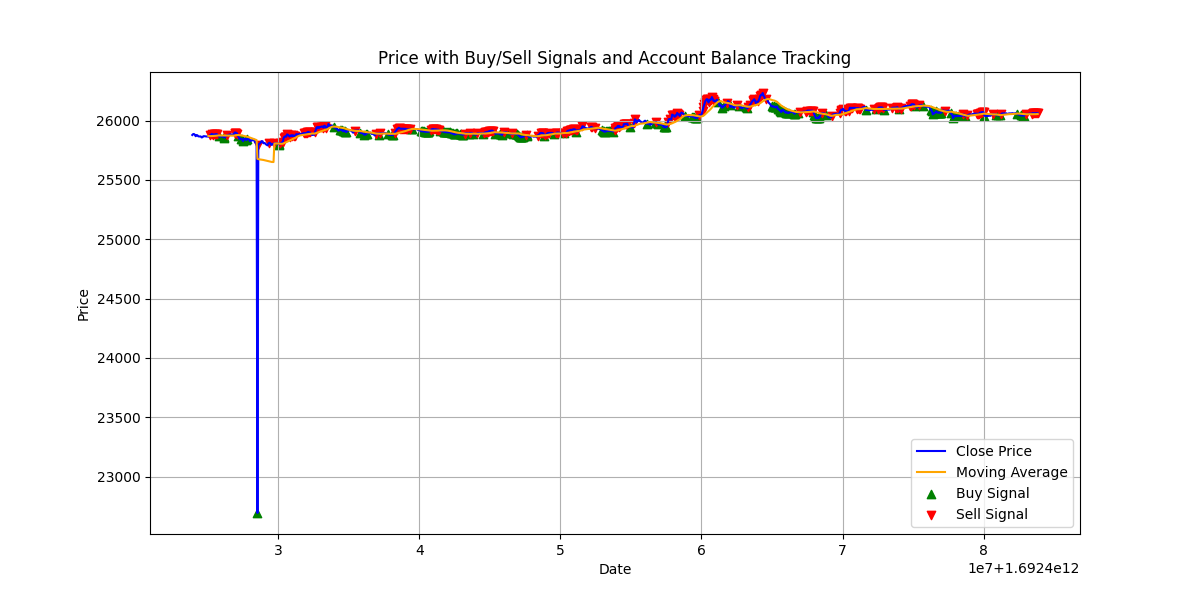 Price with Buy/Sell Signals and Account Balance Tracking
26000
25500
25000
24500
24000
23500
23000
Price
Close Price
Moving Average
Buy Signal
Sell Signal
3 4 5 6 7 8
Date
1e7+1.6924e12